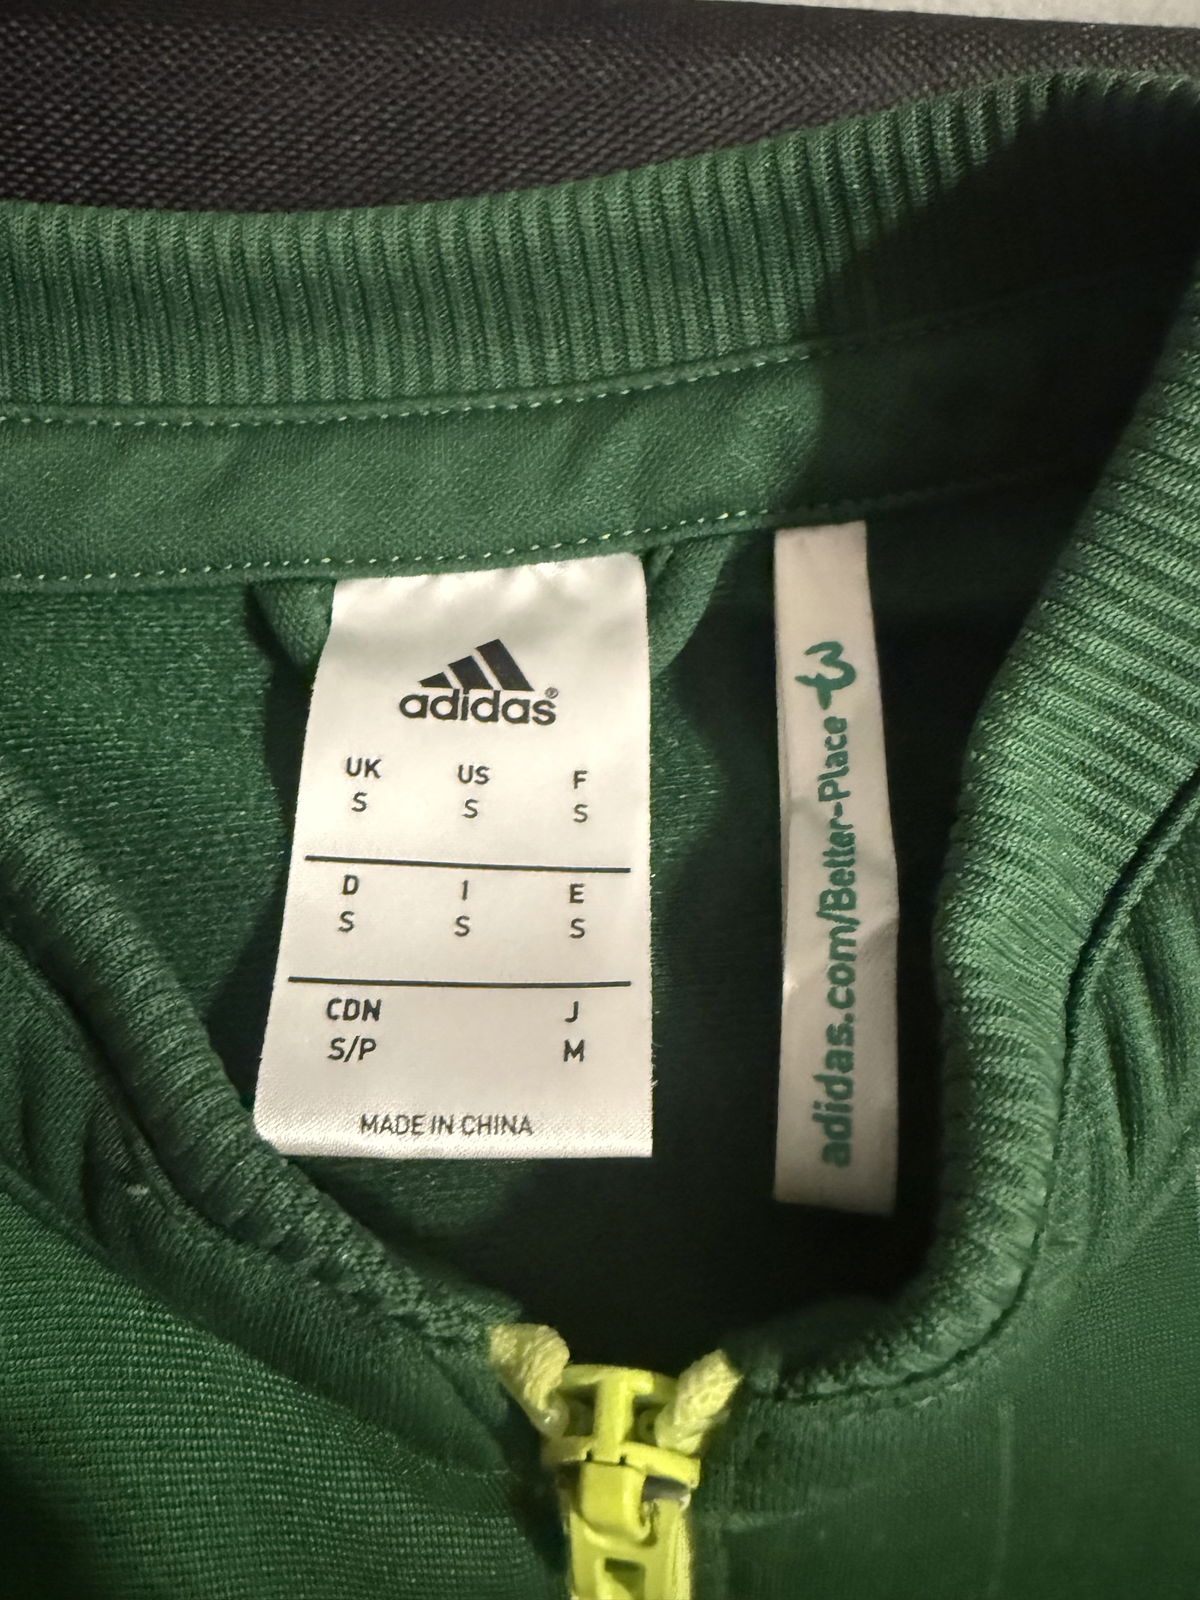 adidas®
UK US F
S S S
D I E
S S S
CDN J
S/P M
MADE IN CHINA
adidas.com/Better-Place